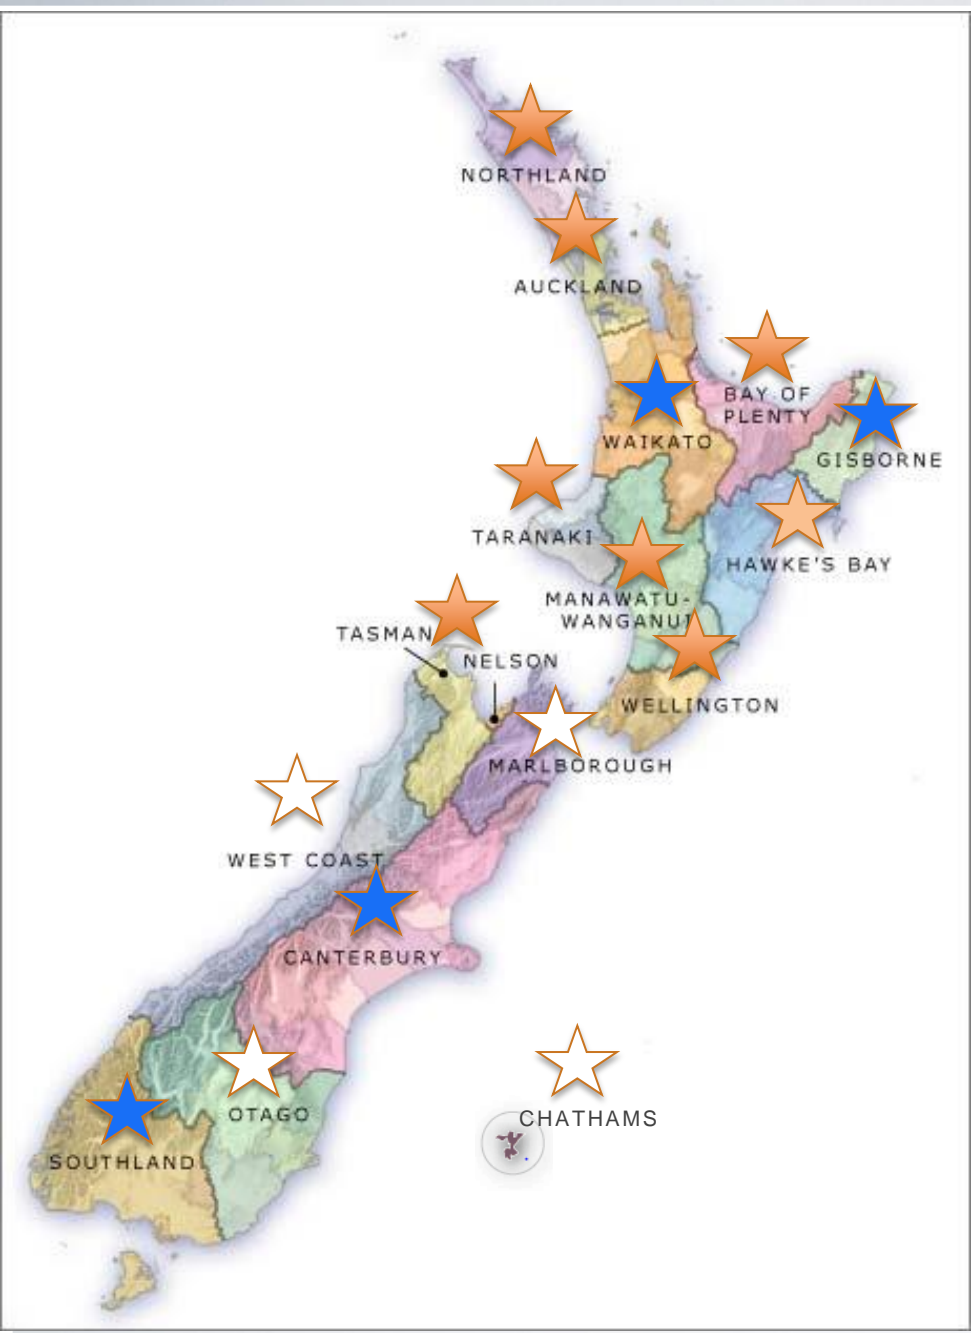 NORTHLAND
AUCKLAND
BAY OF
PLENTY
WAIKATO
GISBORNE
TARANAKI
HAWKE'S BAY
MANAWATU-
WANGANUI
TASMAN
NELSON
WELLINGTON
MARLBOROUGH
WEST COAST
CANTERBURY
OTAGO
CHATHAMS
SOUTHLAND